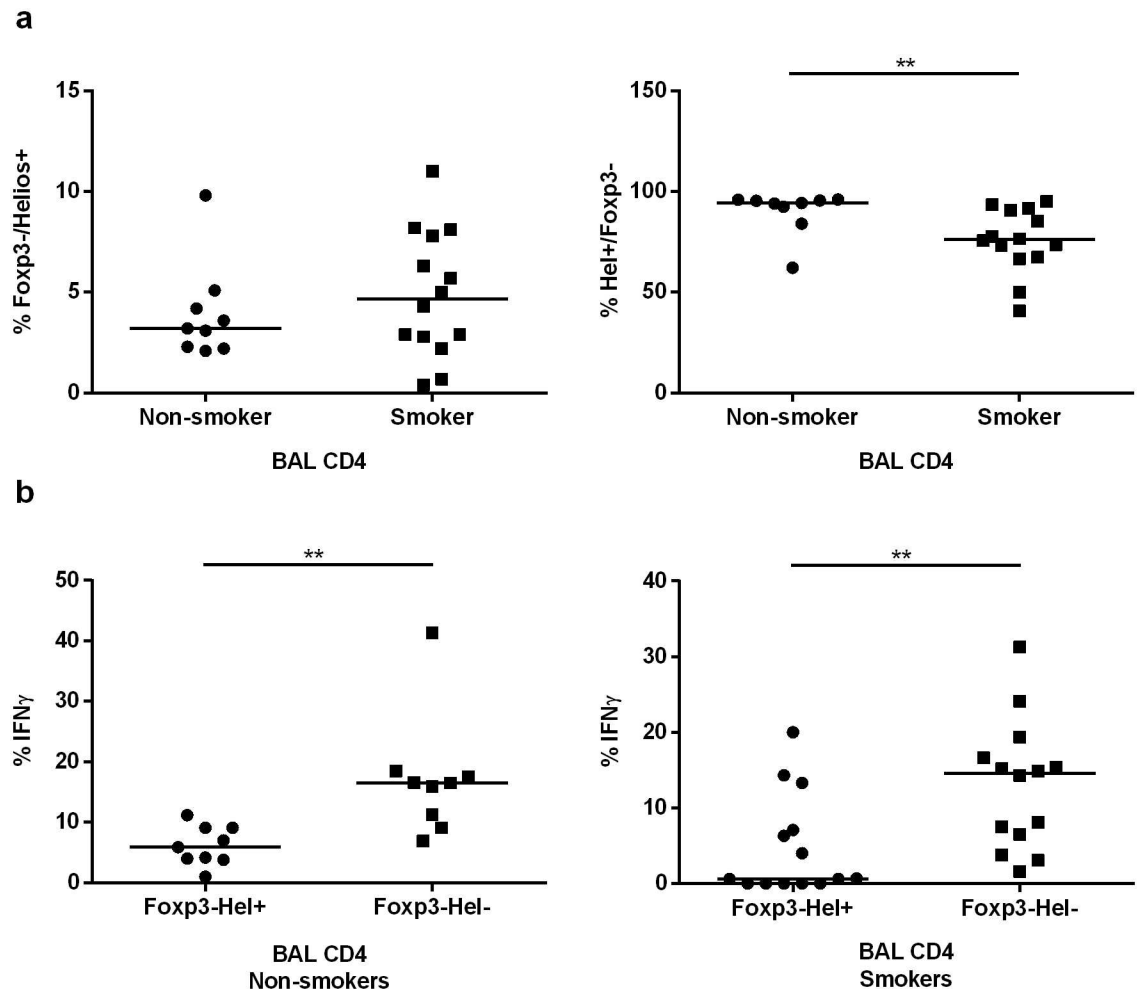 a
**
15
10
5
0
% Foxp3-/Helios+
Non-smoker
Smoker
BAL CD4
150
100
50
0
% Hel+/Foxp3-
Non-smoker
Smoker
BAL CD4
b
**
50
40
30
20
10
0
% IFNγ
Foxp3-Hel+
Foxp3-Hel-
BAL CD4
Non-smokers
**
40
30
20
10
0
% IFNγ
Foxp3-Hel+
Foxp3-Hel-
BAL CD4
Smokers